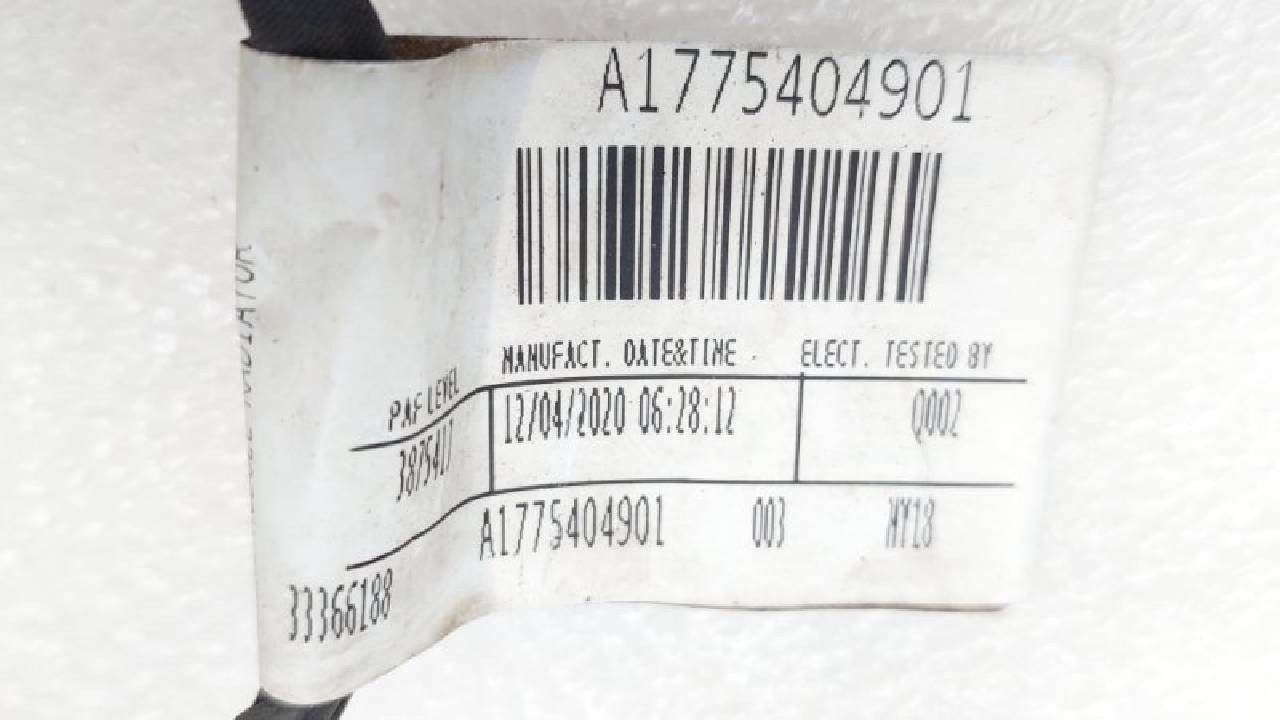 A1775404901
MANUFACT. DATE&TIME ELECT. TESTED BY
PAF LEVEL
12/04/2020 06:28:12 Q002
3875417
A1775404901 003 MY18
33366188